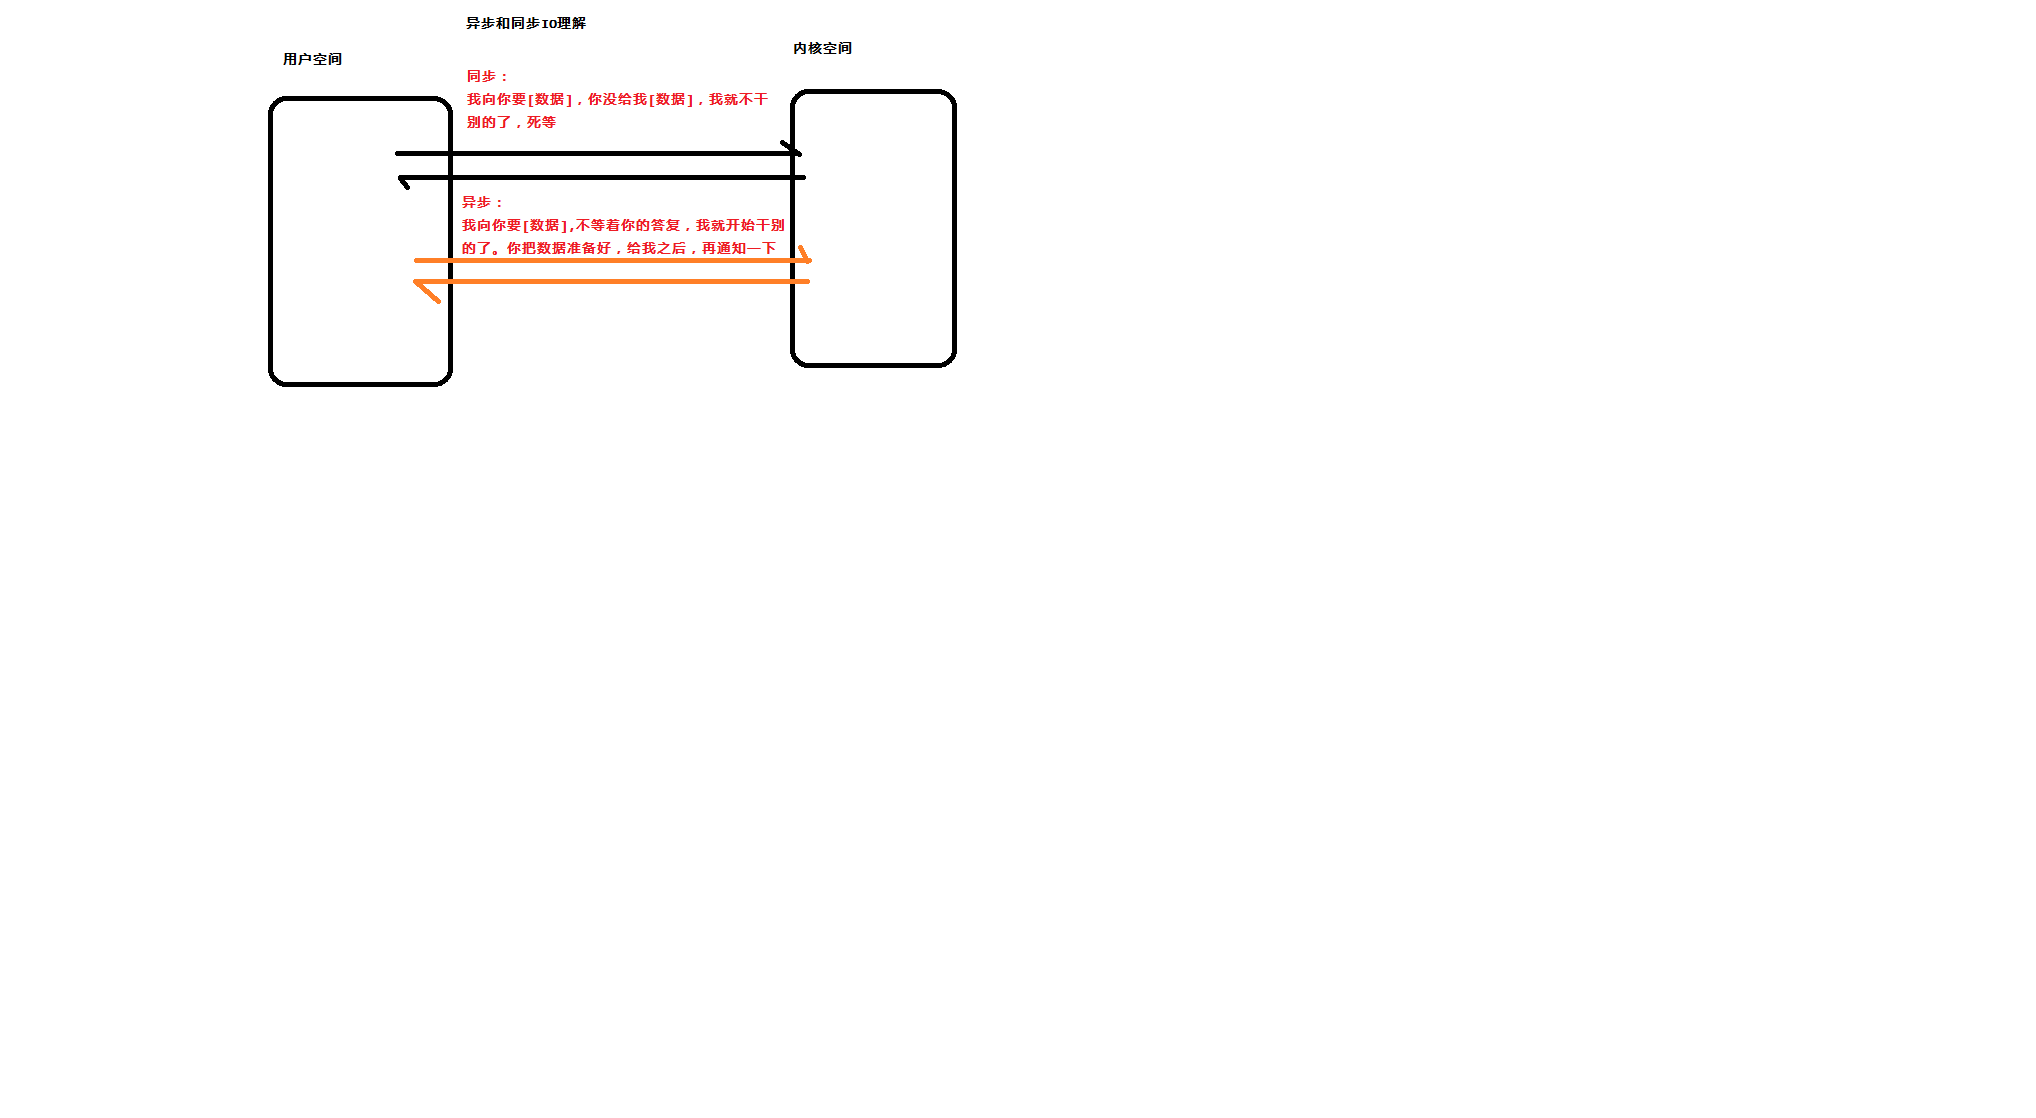 异步和同步IO理解
用户空间
内核空间
同步：
我向你要[数据]，你没给我[数据]，我就不干
别的了，死等
异步：
我向你要[数据],不等着你的答复，我就开始干别
的了。你把数据准备好，给我之后，再通知一下